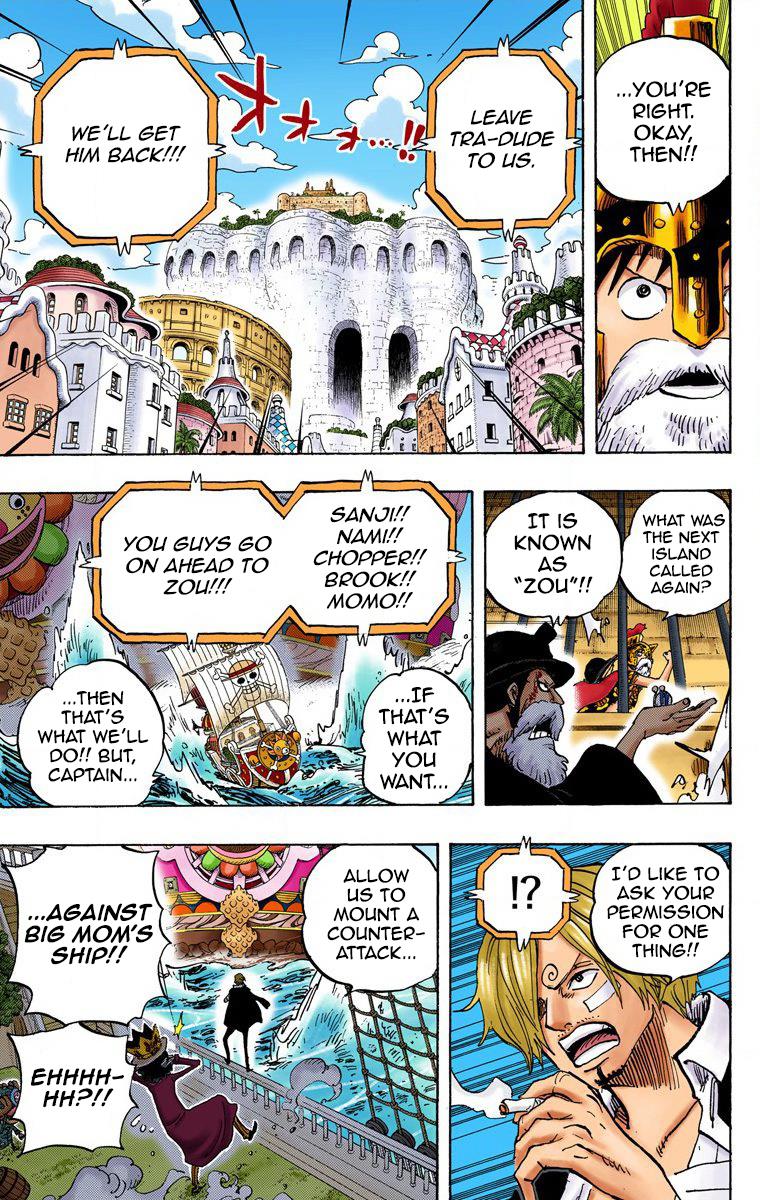 ...YOU'RE
RIGHT.
OKAY,
THEN!!
LEAVE
TRA-DUDE
TO US.
オオオ…!!
WE'LL GET
HIM BACK!!!
WHAT WAS
THE NEXT
ISLAND
CALLED
AGAIN?
IT IS
KNOWN
AS
"ZOU"!!
SANJI!!
NAMI!!
CHOPPER!!
BROOK!!
MOMO!!
YOU GUYS GO
ON AHEAD TO
ZOU!!!
...IF
THAT'S
WHAT
YOU
WANT...
...THEN
THAT'S
WHAT WE'LL
DO!! BUT,
CAPTAIN...
I'D LIKE TO
ASK YOUR
PERMISSION
FOR ONE
THING!!
!?
ALLOW
US TO
MOUNT A
COUNTER-
ATTACK...
...AGAINST
BIG MOM'S
SHIP!!
EHHHH-
HH?!!